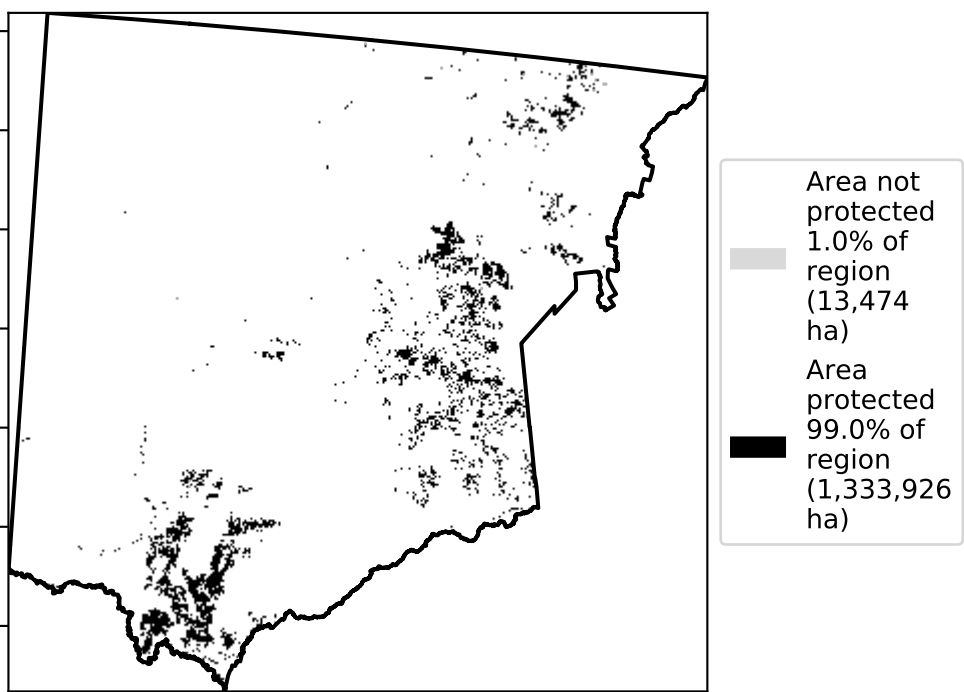 Area not
protected
1.0% of
region
(13,474
ha)
Area
protected
99.0% of
region
(1,333,926
ha)